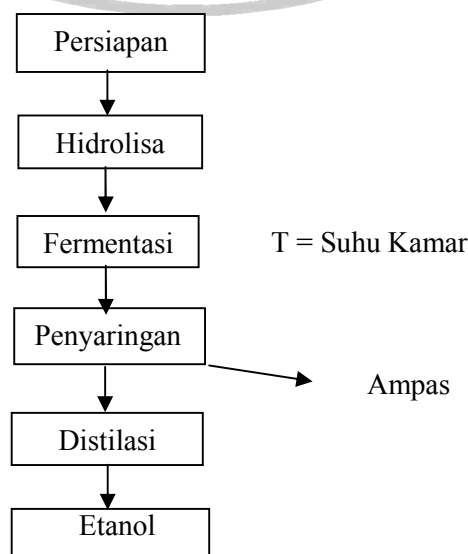 Persiapan
Hidrolisa
Fermentasi
T = Suhu Kamar
Penyaringan
Ampas
Distilasi
Etanol